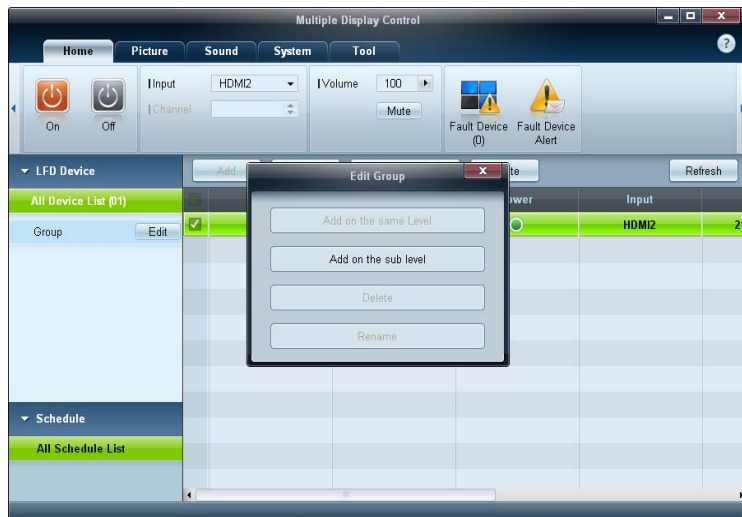 Multiple Display Control
Home Picture Sound System Tool
?
Input HDMI2
Channel
Volume 100
Mute
On Off
Fault Device (0)
Fault Device Alert
LFD Device
All Device List (01)
Group Edit
Add
Refresh
Input
HDMI2
Edit Group
Add on the same Level
Add on the sub level
Delete
Rename
Schedule
All Schedule List